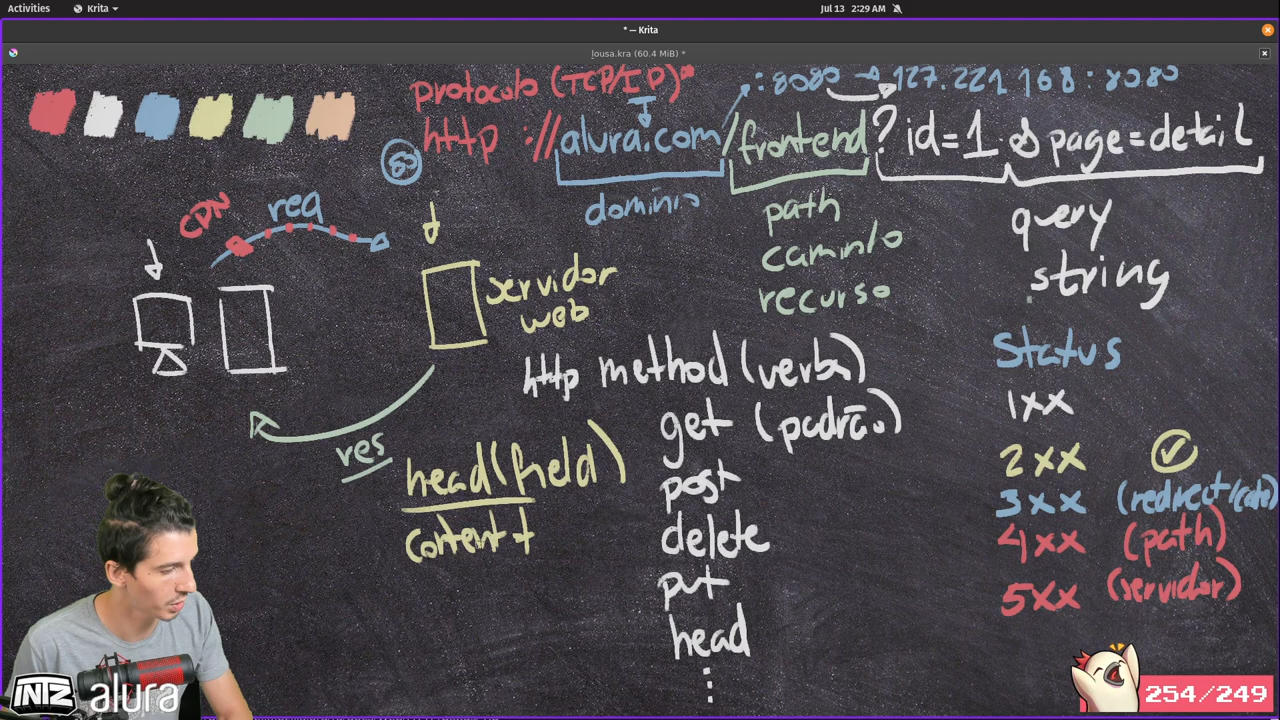 Activities Krita Jul 13 2:29 AM
* — Krita
lousa.kra (60.4 MiB) *
protocolo (TCP/IP)* :8080 → 127.221.168:8080
http ://alura.com/frontend?id=1&page=detail
80
domínio
path
caminho
recurso
query
string
CDN
req
servidor
web
res
http method (verbo)
get (padrão)
post
delete
put
head
head(field)
Status
1xx
2xx
3xx
4xx (path)
5xx (servidor)
INTZ alura
254/249